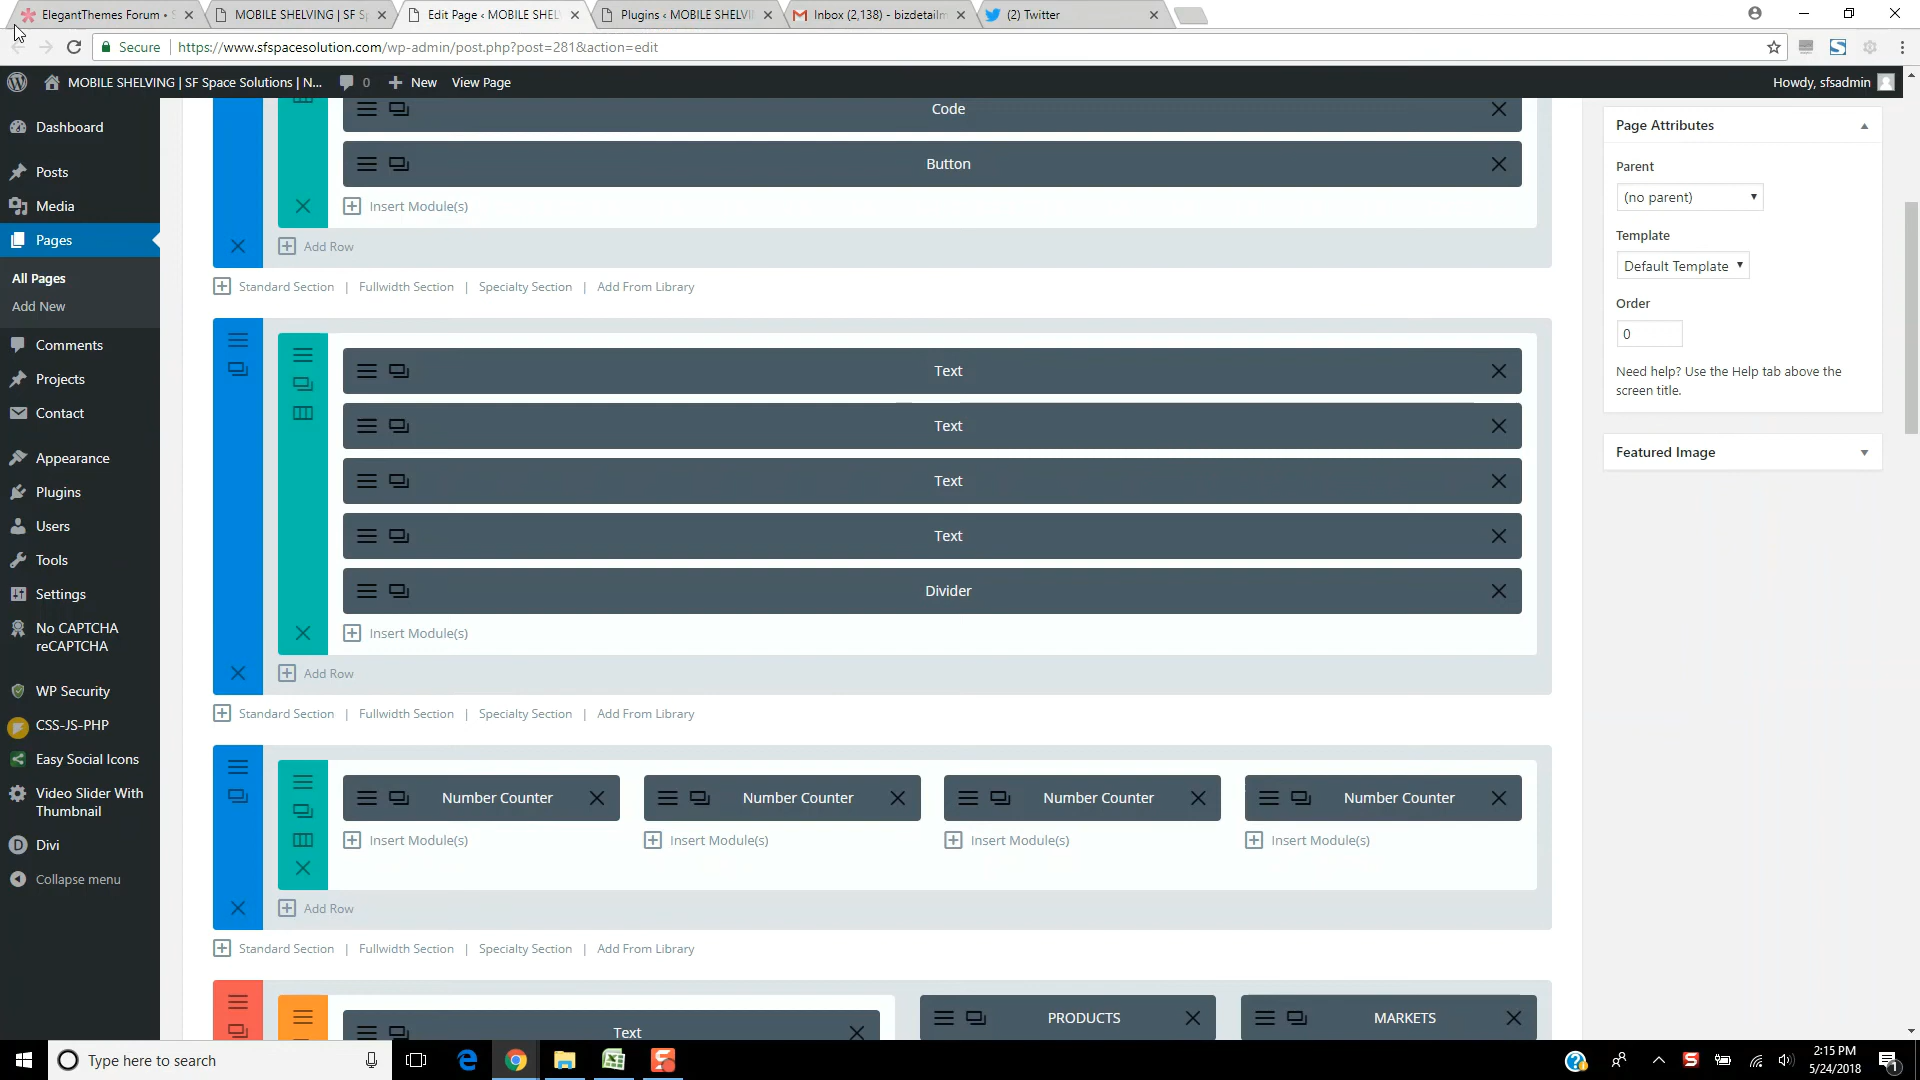 ElegantThemes Forum •
MOBILE SHELVING | SF Sp
Edit Page ‹ MOBILE SHEL
Plugins ‹ MOBILE SHELVI
Inbox (2,138) - bizdetailm
(2) Twitter
Secure
https://www.sfspacesolution.com/wp-admin/post.php?post=281&action=edit
MOBILE SHELVING | SF Space Solutions | N...
0
New
View Page
Howdy, sfsadmin
Dashboard
Posts
Media
Pages
All Pages
Add New
Comments
Projects
Contact
Appearance
Plugins
Users
Tools
Settings
No CAPTCHA
reCAPTCHA
WP Security
CSS-JS-PHP
Easy Social Icons
Video Slider With
Thumbnail
Divi
Collapse menu
Code
Button
Insert Module(s)
Add Row
Standard Section | Fullwidth Section | Specialty Section | Add From Library
Text
Text
Text
Text
Divider
Insert Module(s)
Add Row
Standard Section | Fullwidth Section | Specialty Section | Add From Library
Number Counter
Number Counter
Number Counter
Number Counter
Insert Module(s)
Insert Module(s)
Insert Module(s)
Insert Module(s)
Add Row
Standard Section | Fullwidth Section | Specialty Section | Add From Library
Text
PRODUCTS
MARKETS
Page Attributes
Parent
(no parent)
Template
Default Template
Order
0
Need help? Use the Help tab above the
screen title.
Featured Image
Type here to search
2:15 PM
5/24/2018
1